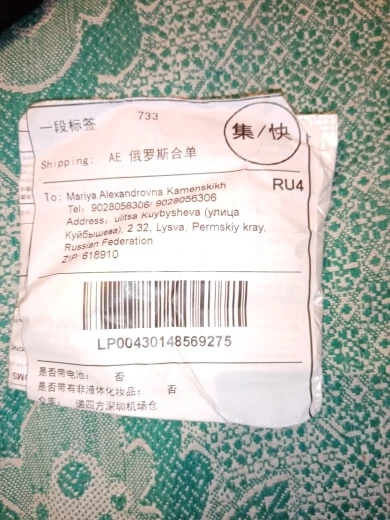 733
一段标签
集/快
Shipping: AE 俄罗斯合单
RU4
To: Mariya Alexandrovna Kamenskikh
Tel: 9028056306/ 9028056306
Address: ulitsa Kuybysheva (улица
Куйбышева), 2 32, Lysva, Permskiy kray,
Russian Federation
ZIP: 618910
LP00430148569275
是否带电池: 否
是否带有非液体化妆品: 否
仓库: 递四方深圳机场仓